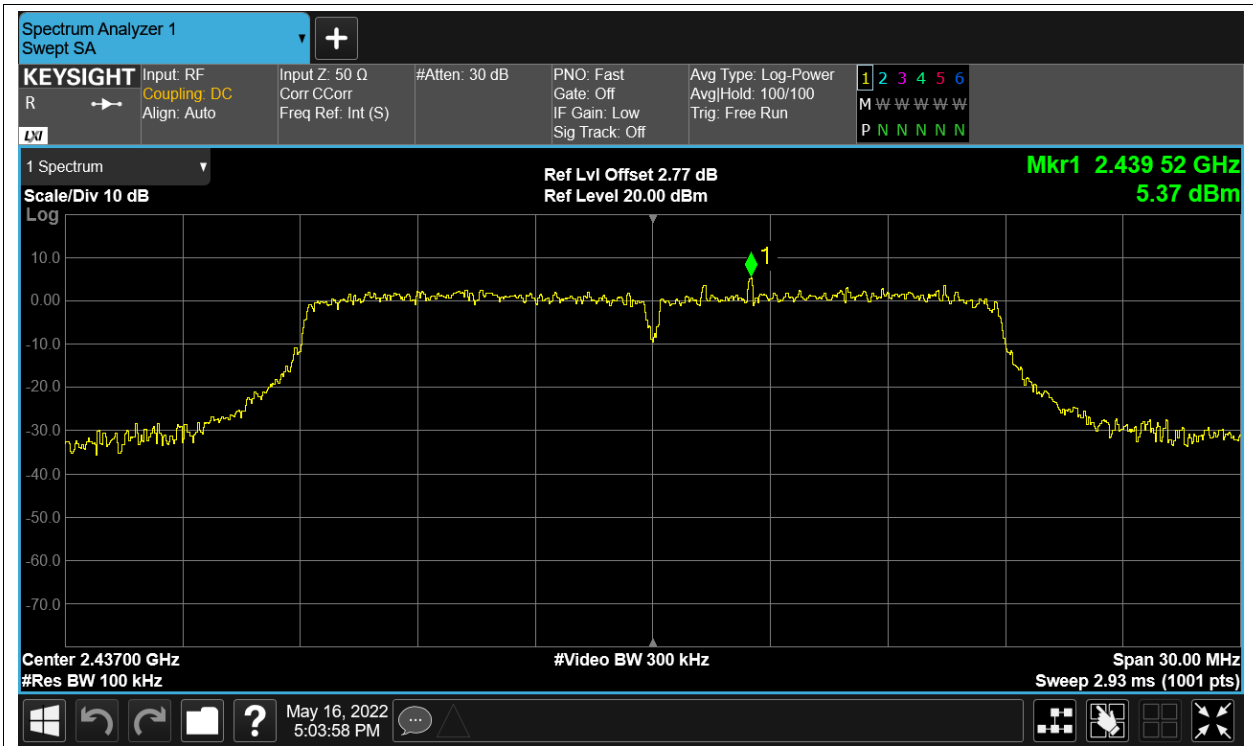 Spectrum Analyzer 1
Swept SA
+
KEYSIGHT
R
LXI
Input: RF
Coupling: DC
Align: Auto
Input Z: 50 Ω
Corr CCorr
Freq Ref: Int (S)
#Atten: 30 dB
PNO: Fast
Gate: Off
IF Gain: Low
Sig Track: Off
Avg Type: Log-Power
Avg|Hold: 100/100
Trig: Free Run
1 2 3 4 5 6
M W W W W W
P N N N N N
1 Spectrum
Scale/Div 10 dB
Ref Lvl Offset 2.77 dB
Ref Level 20.00 dBm
Mkr1 2.439 52 GHz
5.37 dBm
Log
1
10.0
0.00
-10.0
-20.0
-30.0
-40.0
-50.0
-60.0
-70.0
Center 2.43700 GHz
#Video BW 300 kHz
Span 30.00 MHz
#Res BW 100 kHz
Sweep 2.93 ms (1001 pts)
?
May 16, 2022
5:03:58 PM